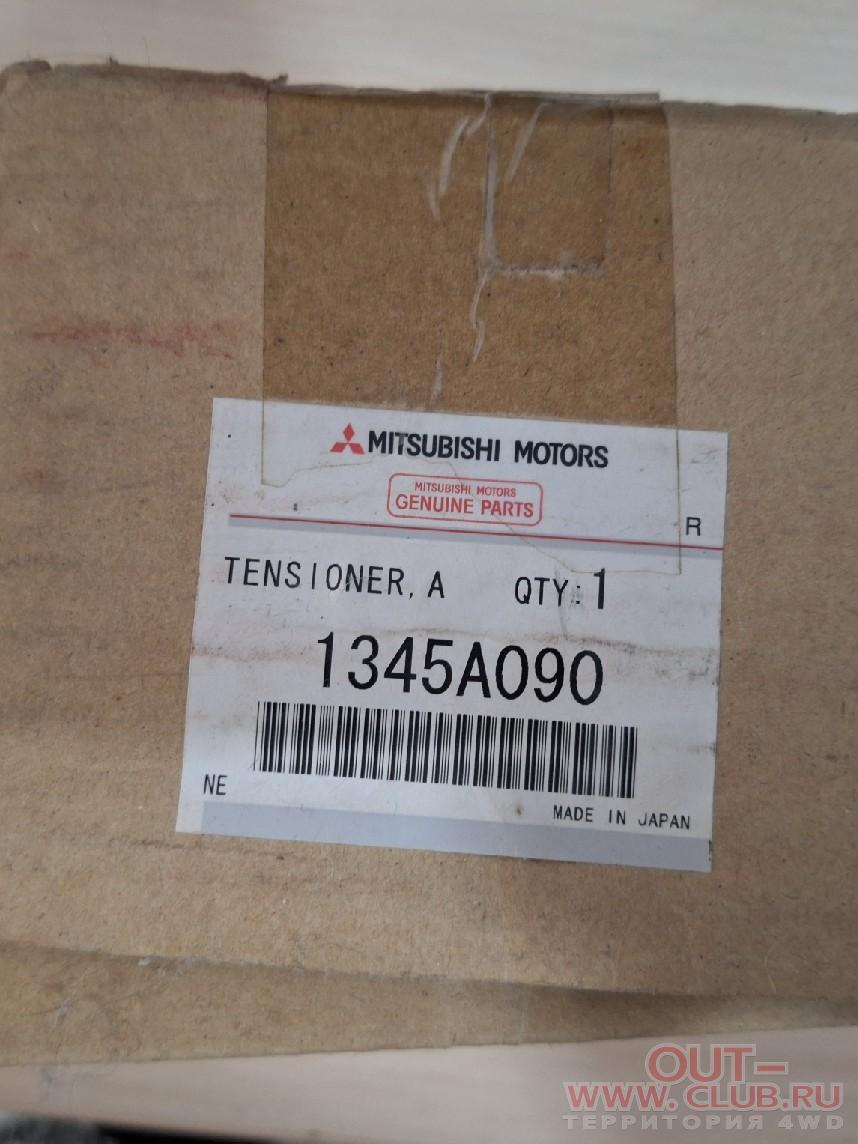 MITSUBISHI MOTORS
MITSUBISHI MOTORS
GENUINE PARTS
R
TENSIONER, A QTY: 1
1345A090
NE
MADE IN JAPAN
OUT-
WWW.CLUB.RU
ТЕРРИТОРИЯ 4WD